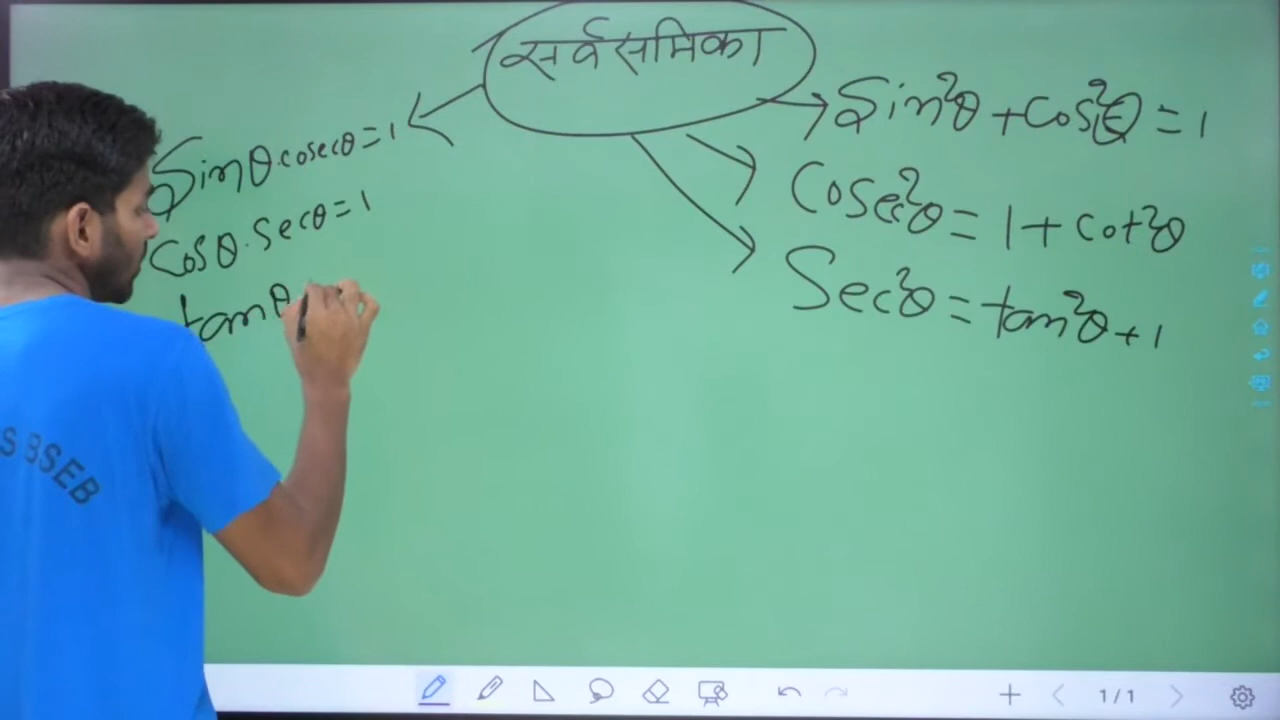 सर्वसमिका
Sinθ.cosecθ=1
Cosθ.secθ=1
tanθ
Sin²θ+Cos²θ=1
Cosec²θ=1+cot²θ
Sec²θ=tan²θ+1
S BSEB
1/1